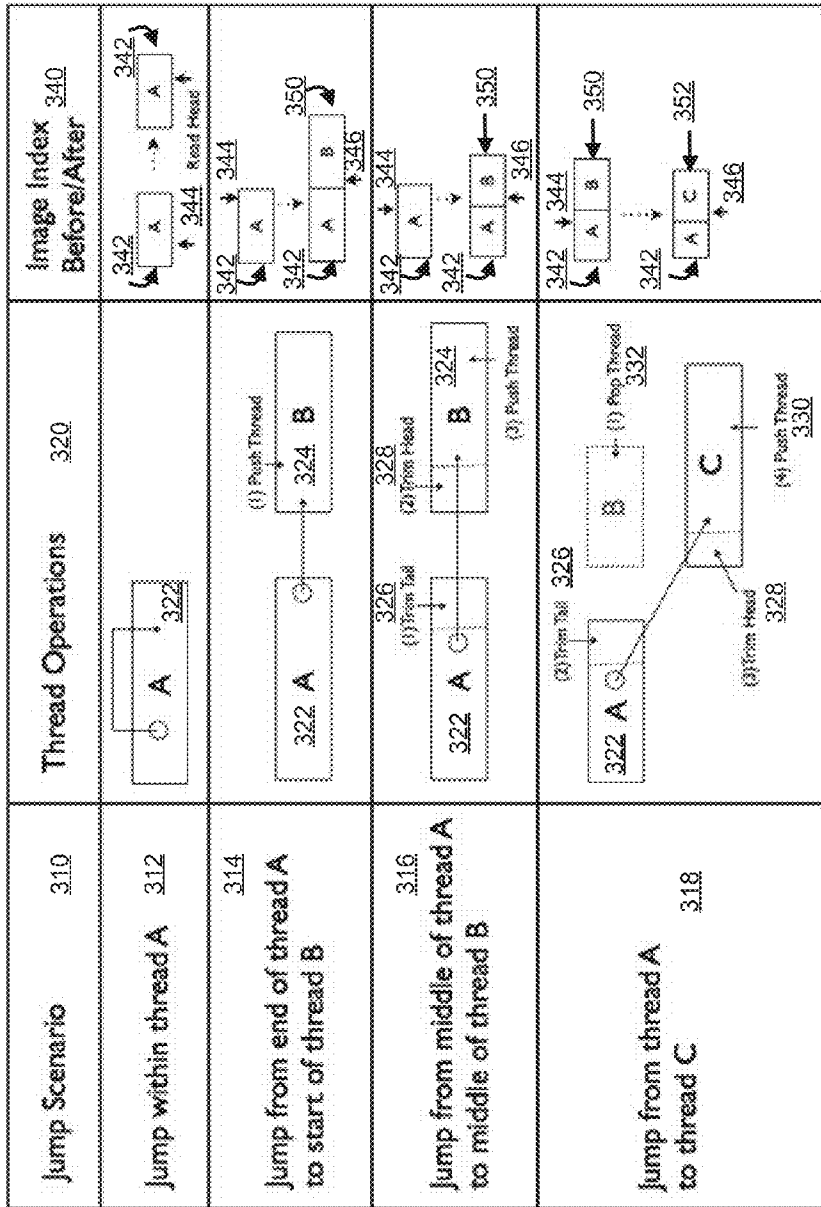 Jump Scenario 310
Thread Operations 320
Image Index 340
Before/After
Jump within thread A 312
A
322
342
A
344
A
342
Read Head
Jump from end of thread A 314
to start of thread B
322 A
(1) Push Thread
324 B
342
344
A
342
A B
350
346
Jump from middle of thread A 316
to middle of thread B
322 A
(1) Trim Tail
326
(2) Trim Head
328
B 324
(3) Push Thread
342
344
A
342
A B
350
346
Jump from thread A
to thread C 318
322 A
(2) Trim Tail
326
B
(1) Pop Thread
332
C
(3) Trim Head
328
(4) Push Thread
330
342
344
A B
350
342
A C
352
346